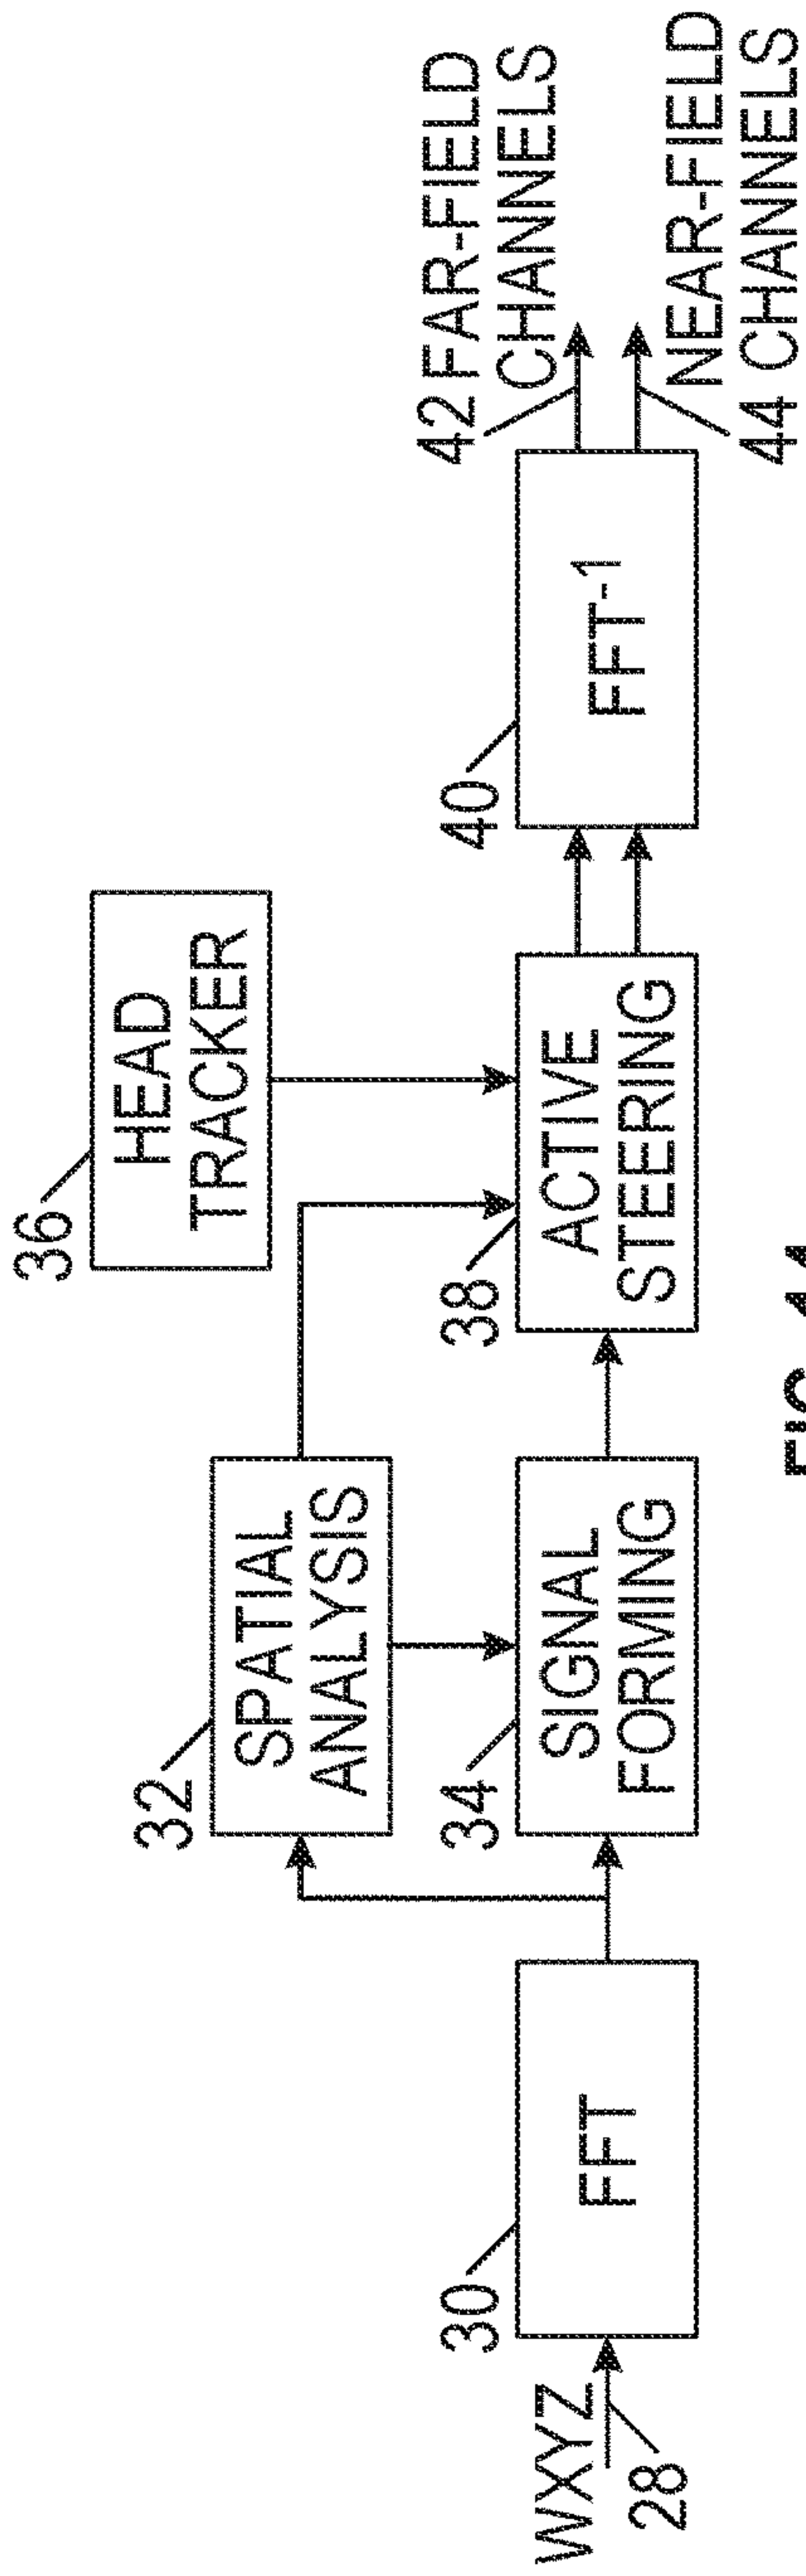 WXYZ
28
30
FFT
32
SPATIAL
ANALYSIS
34
SIGNAL
FORMING
36
HEAD
TRACKER
38
ACTIVE
STEERING
40
FFT-1
42 FAR-FIELD
CHANNELS
NEAR-FIELD
44 CHANNELS